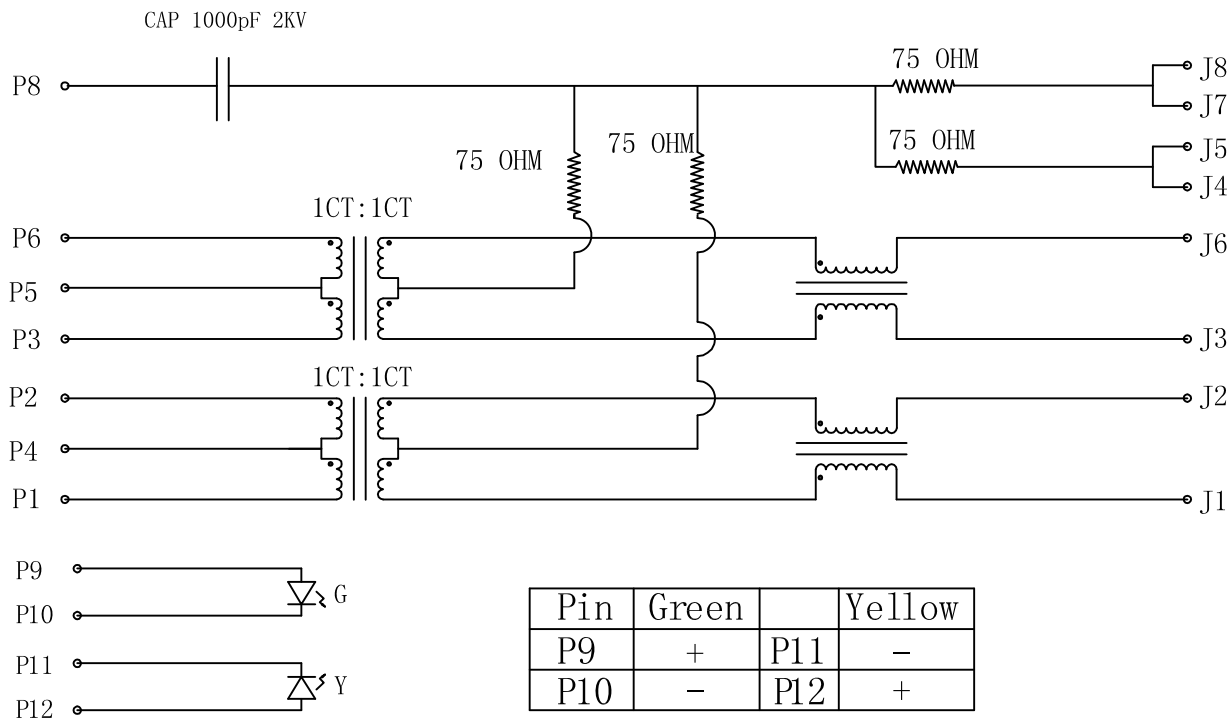 CAP 1000pF 2KV
P8
75 OHM
J8
J7
75 OHM
75 OHM
75 OHM
J5
J4
1CT:1CT
P6
J6
P5
P3
J3
1CT:1CT
P2
J2
P4
P1
J1
P9
G
P10
P11
Y
P12
Pin Green Yellow
P9 + P11 -
P10 - P12 +